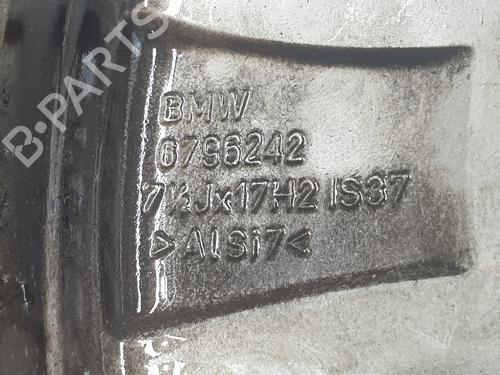 B-PARTS
BMW
6796242
7½Jx17H2 IS37
>AlSi7<